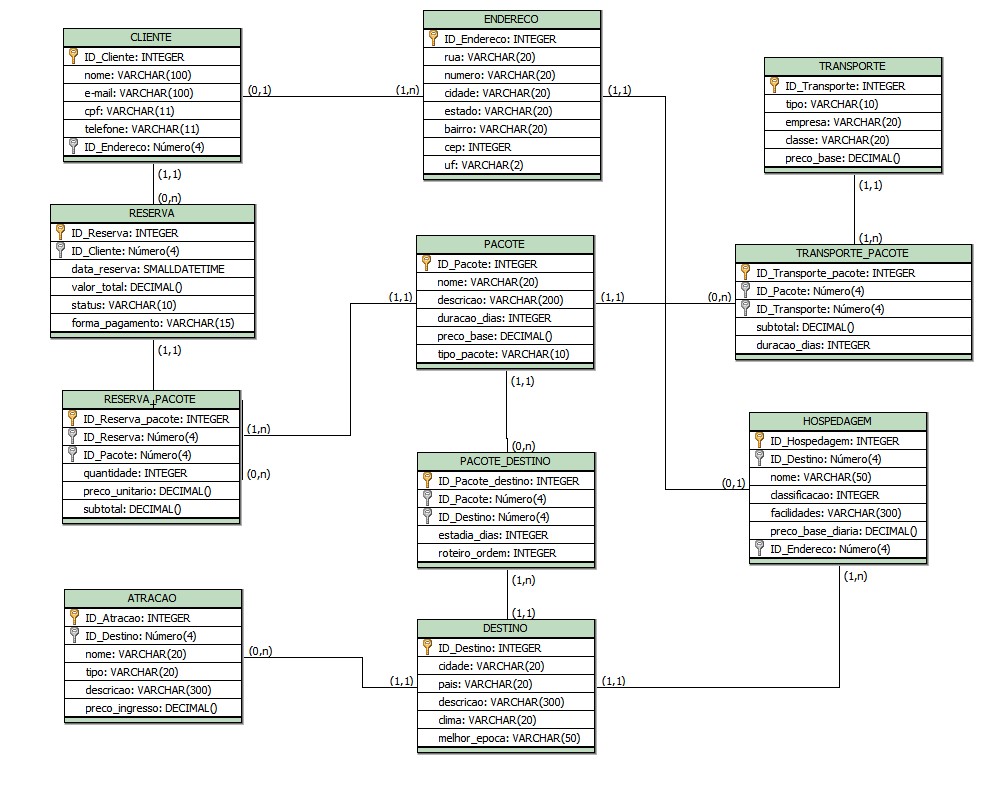 CLIENTE
ID_Cliente: INTEGER
nome: VARCHAR(100)
e-mail: VARCHAR(100)
cpf: VARCHAR(11)
telefone: VARCHAR(11)
ID_Endereco: Número(4)
(0,1)
(1,n)
ENDERECO
ID_Endereco: INTEGER
rua: VARCHAR(20)
numero: VARCHAR(20)
cidade: VARCHAR(20)
estado: VARCHAR(20)
bairro: VARCHAR(20)
cep: INTEGER
uf: VARCHAR(2)
(1,1)
TRANSPORTE
ID_Transporte: INTEGER
tipo: VARCHAR(10)
empresa: VARCHAR(20)
classe: VARCHAR(20)
preco_base: DECIMAL()
(1,1)
(1,n)
(1,1)
(0,n)
RESERVA
ID_Reserva: INTEGER
ID_Cliente: Número(4)
data_reserva: SMALLDATETIME
valor_total: DECIMAL()
status: VARCHAR(10)
forma_pagamento: VARCHAR(15)
(1,1)
PACOTE
ID_Pacote: INTEGER
nome: VARCHAR(20)
descricao: VARCHAR(200)
duracao_dias: INTEGER
preco_base: DECIMAL()
tipo_pacote: VARCHAR(10)
(1,1)
(1,1)
(0,n)
(1,1)
(0,n)
TRANSPORTE_PACOTE
ID_Transporte_pacote: INTEGER
ID_Pacote: Número(4)
ID_Transporte: Número(4)
subtotal: DECIMAL()
duracao_dias: INTEGER
RESERVA_PACOTE
ID_Reserva_pacote: INTEGER
ID_Reserva: Número(4)
ID_Pacote: Número(4)
quantidade: INTEGER
preco_unitario: DECIMAL()
subtotal: DECIMAL()
(1,n)
(0,n)
PACOTE_DESTINO
ID_Pacote_destino: INTEGER
ID_Pacote: Número(4)
ID_Destino: Número(4)
estadia_dias: INTEGER
roteiro_ordem: INTEGER
(1,n)
(1,1)
(0,1)
HOSPEDAGEM
ID_Hospedagem: INTEGER
ID_Destino: Número(4)
nome: VARCHAR(50)
classificacao: INTEGER
facilidades: VARCHAR(300)
preco_base_diaria: DECIMAL()
ID_Endereco: Número(4)
(1,n)
ATRACAO
ID_Atracao: INTEGER
ID_Destino: Número(4)
nome: VARCHAR(20)
tipo: VARCHAR(20)
descricao: VARCHAR(300)
preco_ingresso: DECIMAL()
(0,n)
(1,1)
DESTINO
ID_Destino: INTEGER
cidade: VARCHAR(20)
pais: VARCHAR(20)
descricao: VARCHAR(300)
clima: VARCHAR(20)
melhor_epoca: VARCHAR(50)
(1,1)